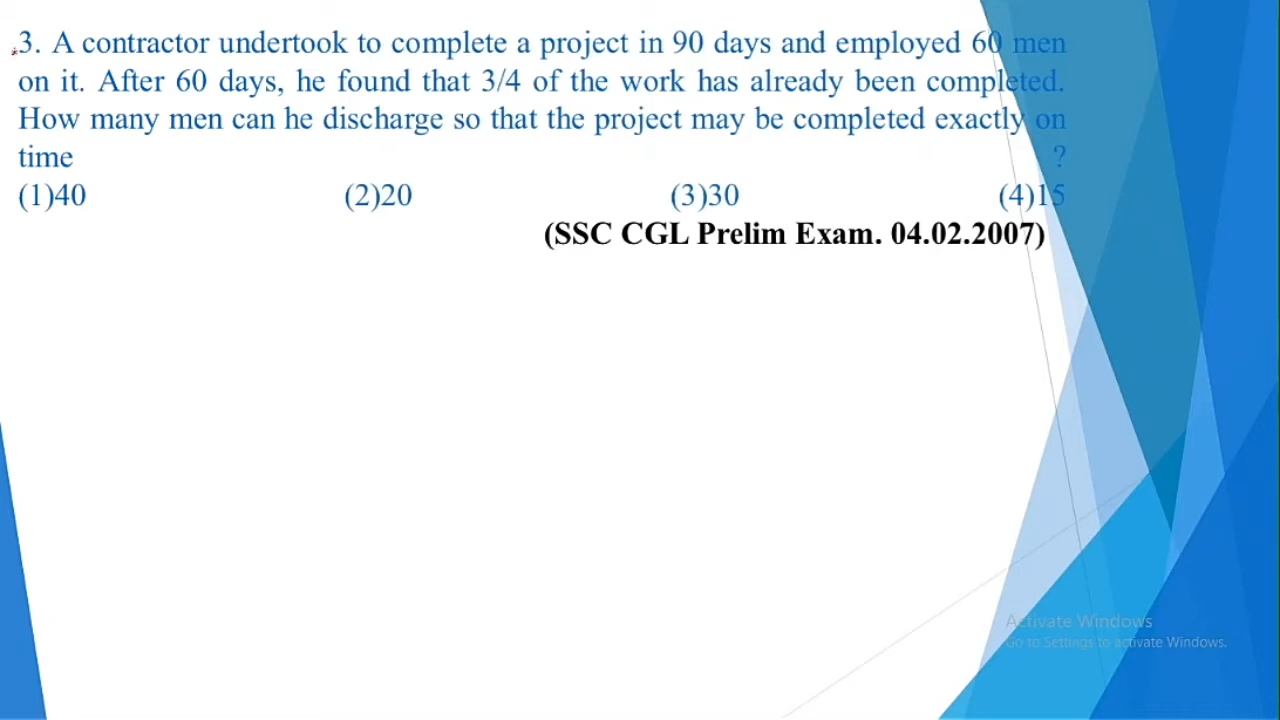 3. A contractor undertook to complete a project in 90 days and employed 60 men
on it. After 60 days, he found that 3/4 of the work has already been completed.
How many men can he discharge so that the project may be completed exactly on
time ?
(1)40 (2)20 (3)30 (4)15
(SSC CGL Prelim Exam. 04.02.2007)
Activate Windows
Go to Settings to activate Windows.